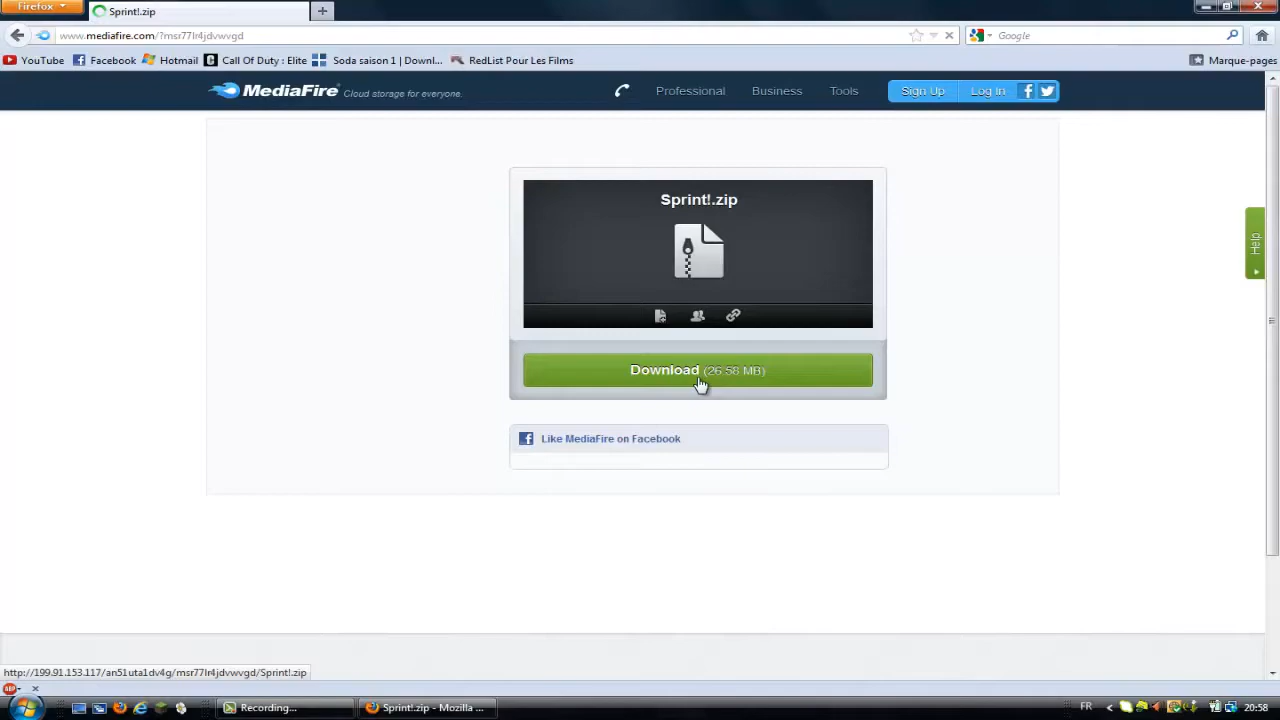 Firefox
Sprint!.zip
www.mediafire.com/?msr77lr4jdvwvgd
Google
YouTube
Facebook
Hotmail
Call Of Duty : Elite
Soda saison 1 | Downl...
RedList Pour Les Films
Marque-pages
MediaFire
Cloud storage for everyone.
Professional
Business
Tools
Sign Up
Log In
Sprint!.zip
Help
Download (26.58 MB)
Like MediaFire on Facebook
http://199.91.153.117/an51uta1dv4g/msr77lr4jdvwvgd/Sprint!.zip
ABP
Recording...
Sprint!.zip - Mozilla ...
FR
20:58